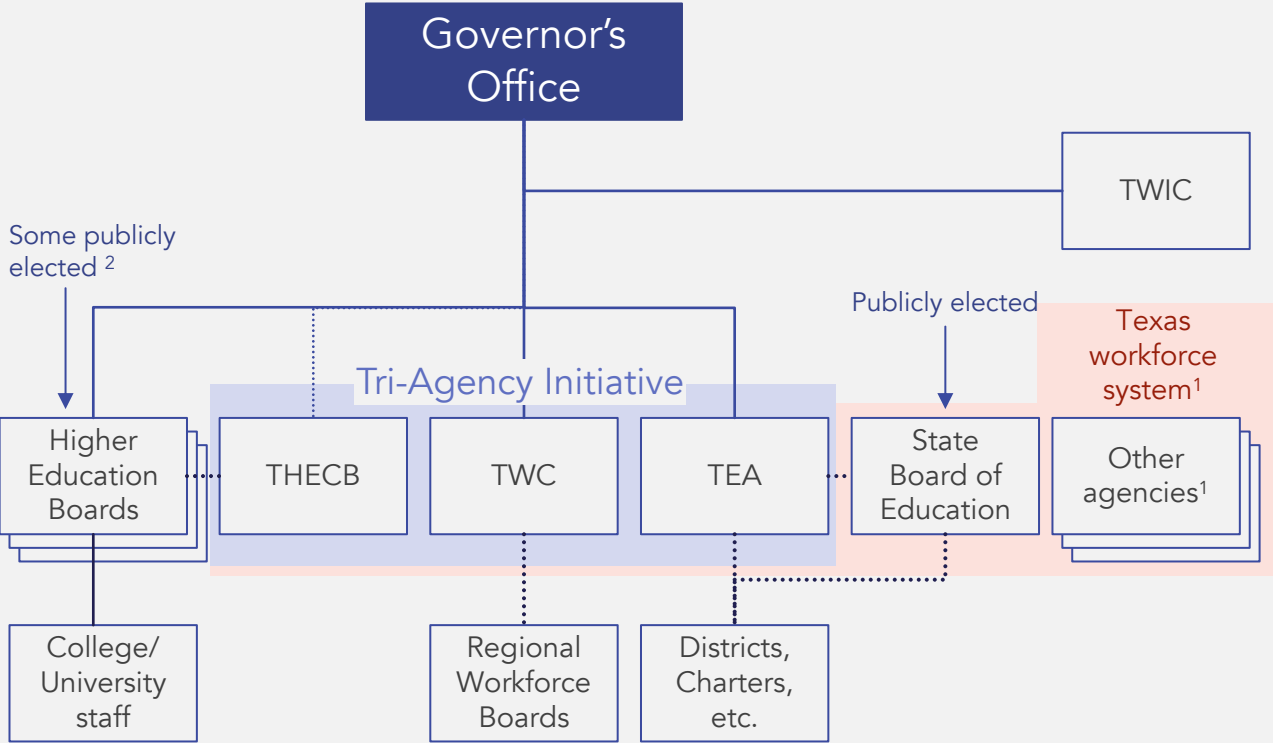 Governor's
Office
TWIC
Some publicly
elected ²
Publicly elected
Texas
workforce
system¹
Tri-Agency Initiative
Higher
Education
Boards
THECB
TWC
TEA
State
Board of
Education
Other
agencies¹
College/
University
staff
Regional
Workforce
Boards
Districts,
Charters,
etc.